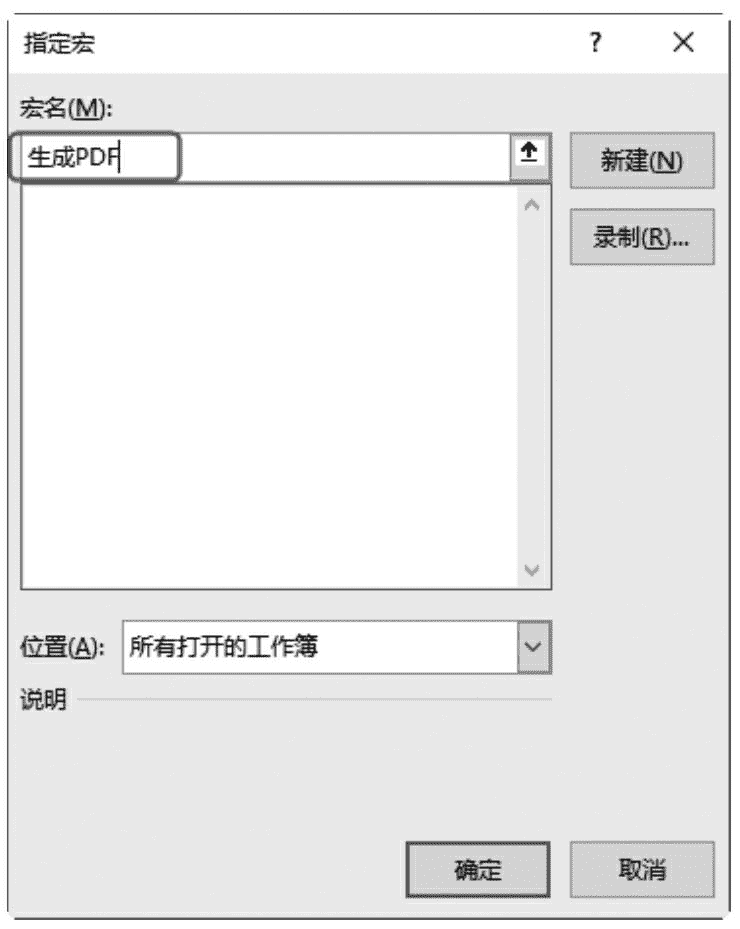 指定宏
?
宏名(M):
生成PDF
新建(N)
录制(R)...
位置(A):
所有打开的工作簿
说明
确定
取消